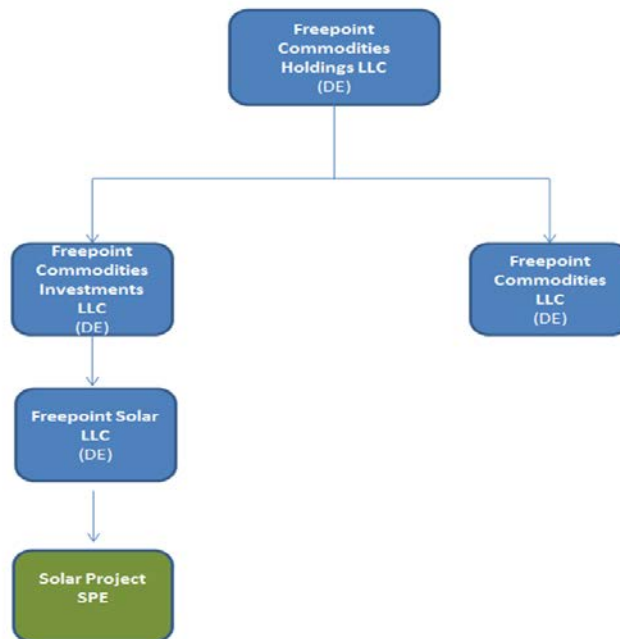 Freepoint
Commodities
Holdings LLC
(DE)
Freepoint
Commodities
Investments
LLC
(DE)
Freepoint
Commodities
LLC
(DE)
Freepoint Solar
LLC
(DE)
Solar Project
SPE